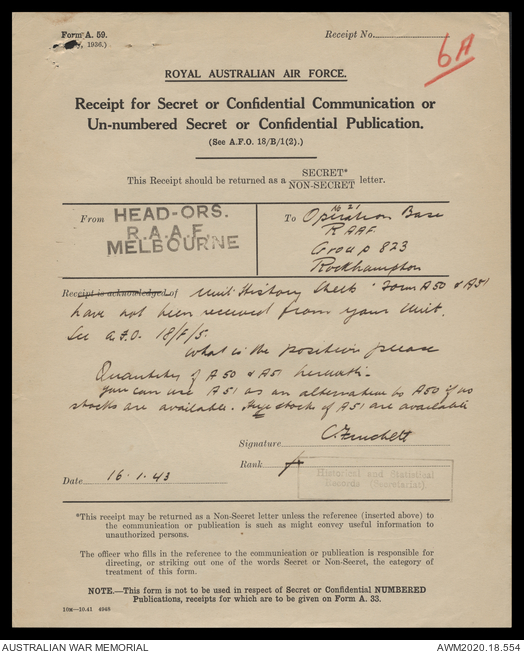 Form A. 59.
, 1936.)
Receipt No.
6A
ROYAL AUSTRALIAN AIR FORCE.
Receipt for Secret or Confidential Communication or
Un-numbered Secret or Confidential Publication.
(See A.F.O. 18/B/1(2).)
This Receipt should be returned as a SECRET* NON-SECRET letter.
From HEAD-QRS.
R.A.A.F.
MELBOURNE
To No 21
Operation Base
RAAF
Group 823
Rockhampton
Receipt is acknowledged of Unit History Sheets Form A50 & A51
have not been received from your Unit.
See A.F.O. 18/F/5.
What is the position please
Quantities of A50 & A51 herewith.
You can use A51 as an alternative to A50 if no
stocks are available. stocks of A51 are available
Signature
Rank
Historical and Statistical
Records (Secretariat)
Date 16.1.43
*This receipt may be returned as a Non-Secret letter unless the reference (inserted above) to
the communication or publication is such as might convey useful information to
unauthorized persons.
The officer who fills in the reference to the communication or publication is responsible for
directing, or striking out one of the words Secret or Non-Secret, the category of
treatment of this form.
NOTE.—This form is not to be used in respect of Secret or Confidential NUMBERED
Publications, receipts for which are to be given on Form A. 33.
10M—10.41 4948
AUSTRALIAN WAR MEMORIAL
AWM2020.18.554